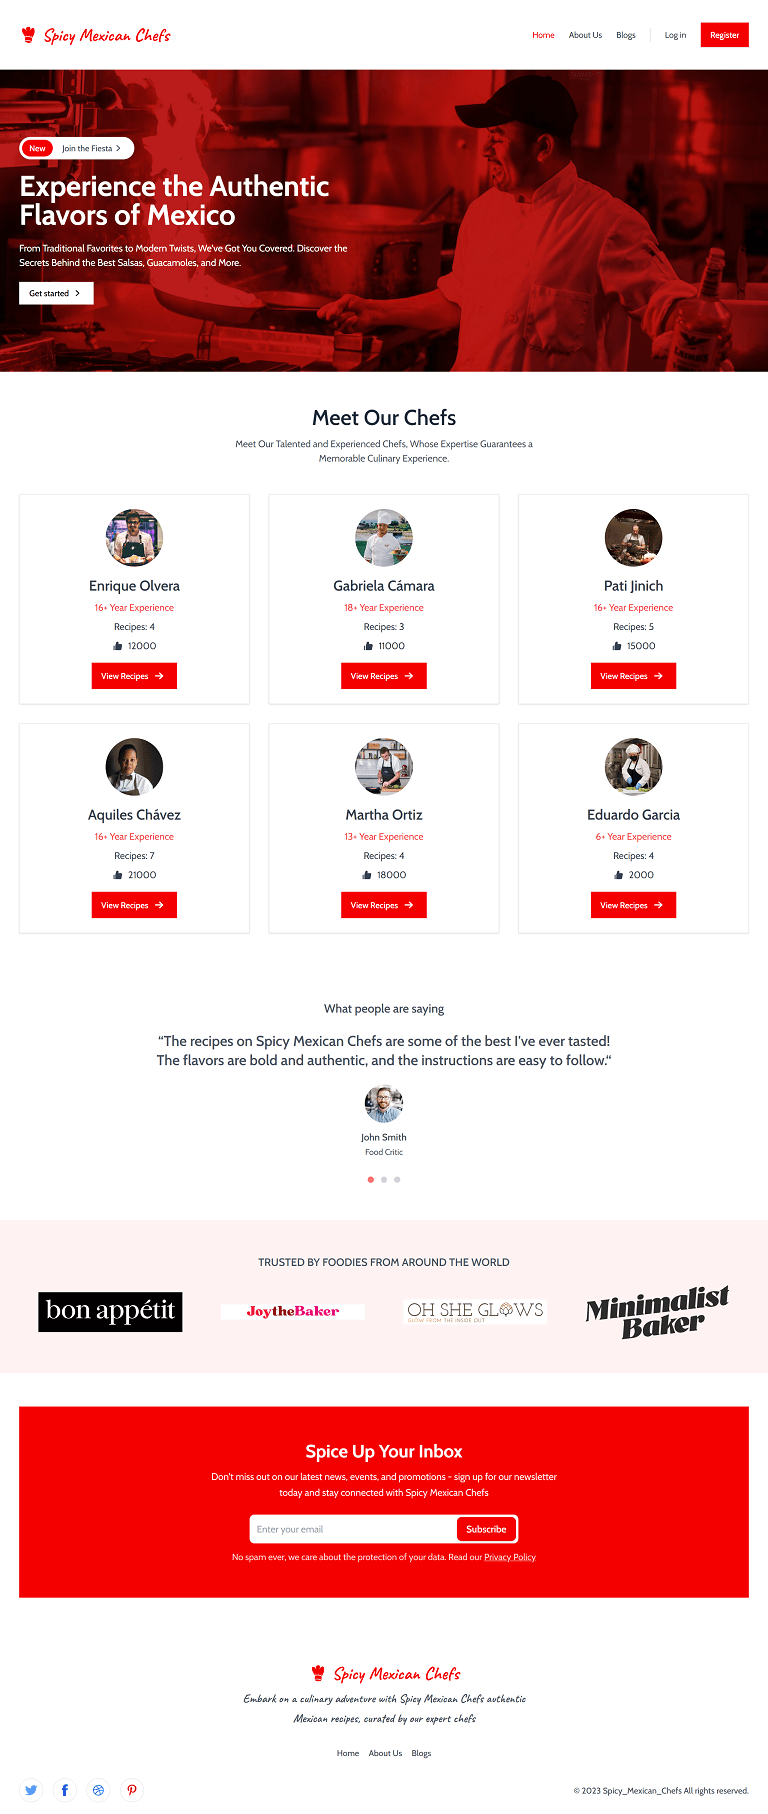 Spicy Mexican Chefs
Home About Us Blogs Log in Register
New Join the Fiesta
Experience the Authentic
Flavors of Mexico
From Traditional Favorites to Modern Twists, We've Got You Covered. Discover the
Secrets Behind the Best Salsas, Guacamoles, and More.
Get started
Meet Our Chefs
Meet Our Talented and Experienced Chefs, Whose Expertise Guarantees a
Memorable Culinary Experience.
Enrique Olvera
16+ Year Experience
Recipes: 4
12000
View Recipes
Gabriela Cámara
18+ Year Experience
Recipes: 3
11000
View Recipes
Pati Jinich
16+ Year Experience
Recipes: 5
15000
View Recipes
Aquiles Chávez
16+ Year Experience
Recipes: 7
21000
View Recipes
Martha Ortiz
13+ Year Experience
Recipes: 4
18000
View Recipes
Eduardo Garcia
6+ Year Experience
Recipes: 4
2000
View Recipes
What people are saying
“The recipes on Spicy Mexican Chefs are some of the best I've ever tasted!
The flavors are bold and authentic, and the instructions are easy to follow.“
John Smith
Food Critic
TRUSTED BY FOODIES FROM AROUND THE WORLD
bon appétit
JoytheBaker
OH SHE GLOWS
GLOW FROM THE INSIDE OUT
Minimalist
Baker
Spice Up Your Inbox
Don't miss out on our latest news, events, and promotions - sign up for our newsletter
today and stay connected with Spicy Mexican Chefs
Enter your email Subscribe
No spam ever, we care about the protection of your data. Read our Privacy Policy
Spicy Mexican Chefs
Embark on a culinary adventure with Spicy Mexican Chefs authentic
Mexican recipes, curated by our expert chefs
Home About Us Blogs
© 2023 Spicy_Mexican_Chefs All rights reserved.